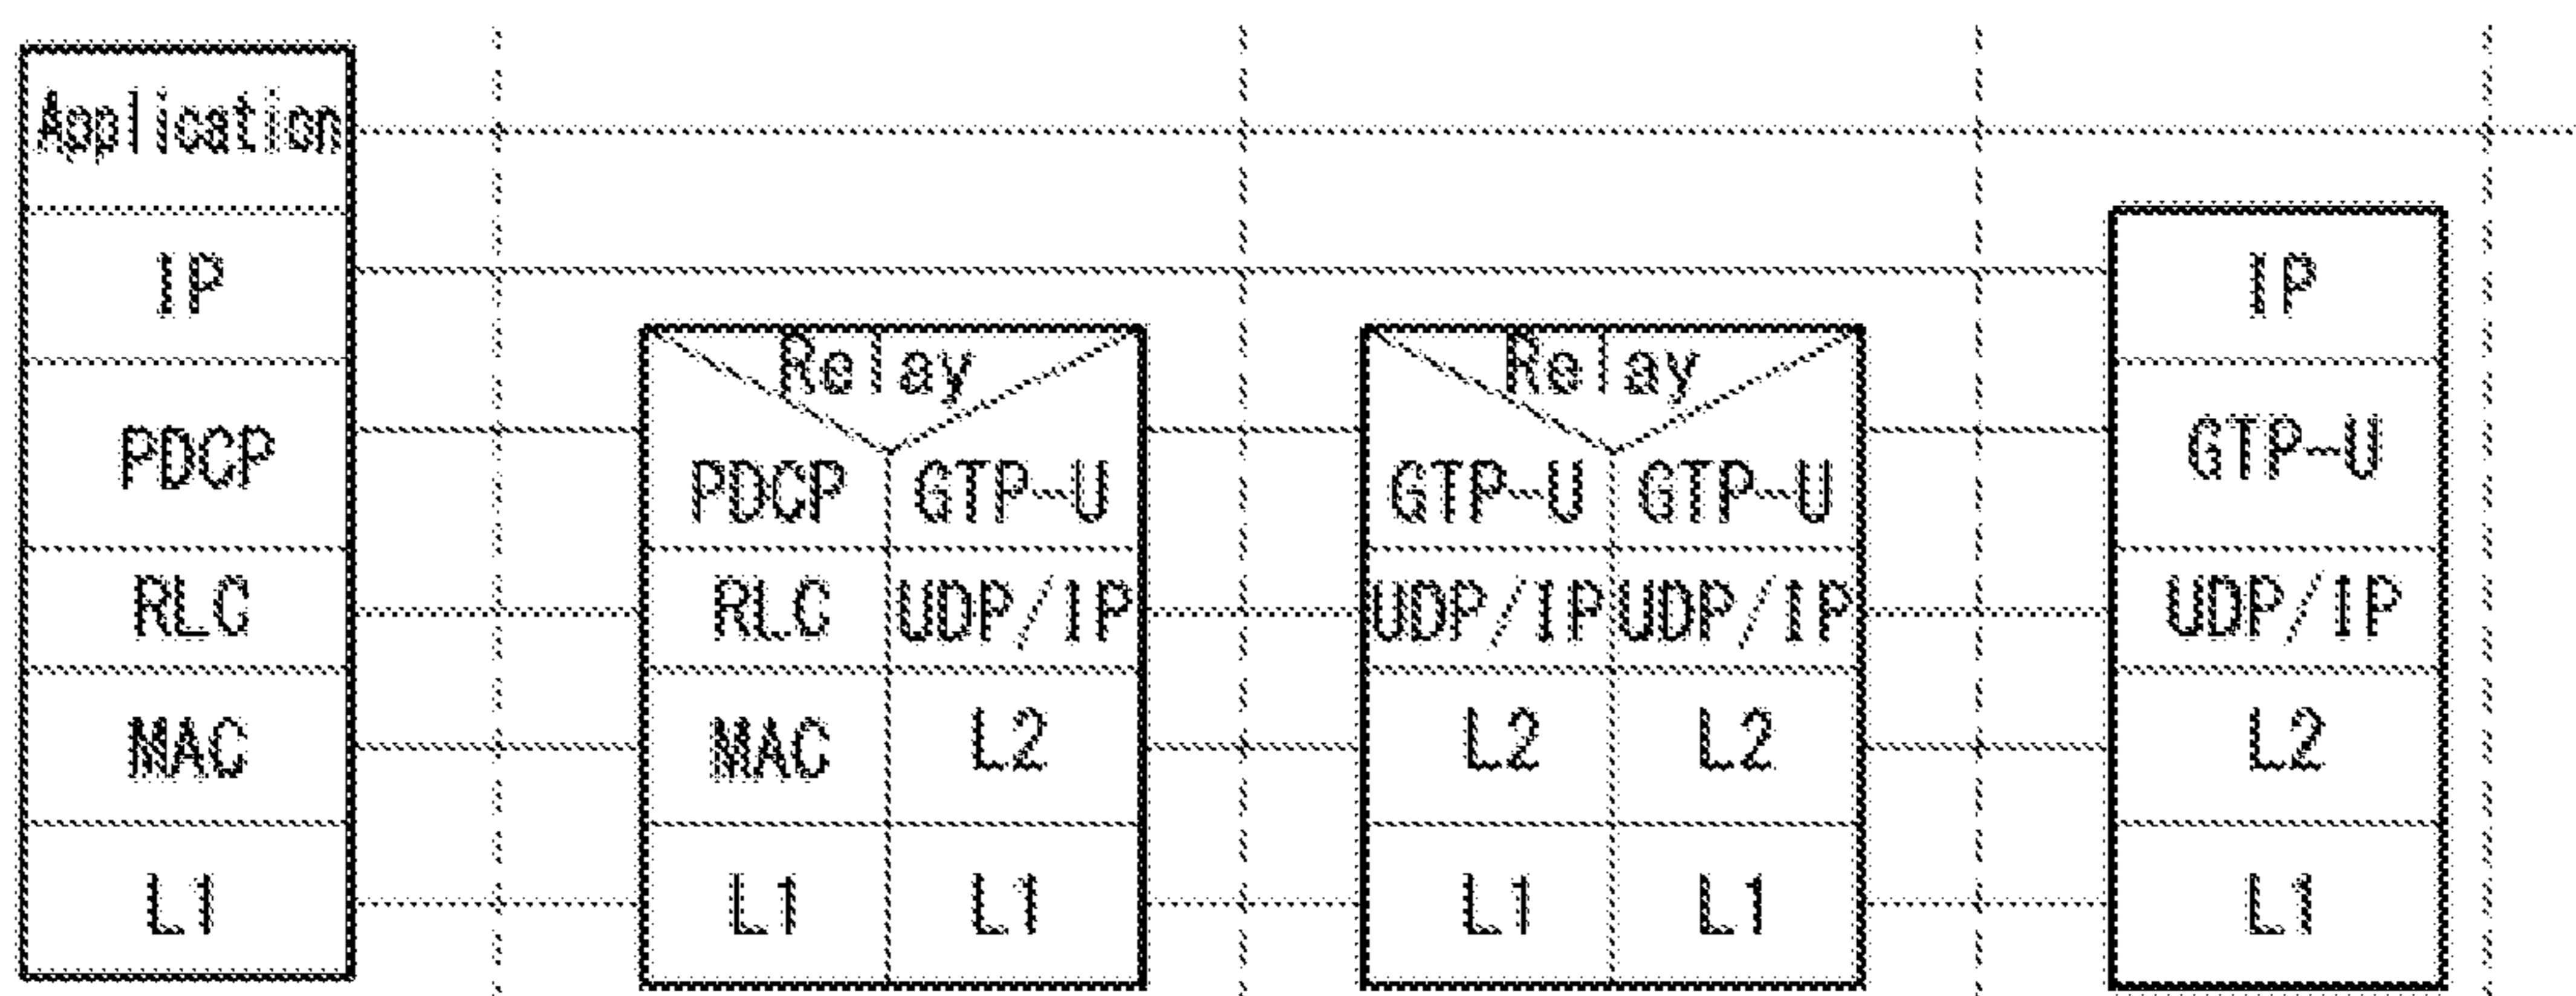 Application
IP
PDCP
RLC
MAC
L1
Relay
PDCP GTP-U
RLC UDP/IP
MAC L2
L1 L1
Relay
GTP-U GTP-U
UDP/IP UDP/IP
L2 L2
L1 L1
IP
GTP-U
UDP/IP
L2
L1